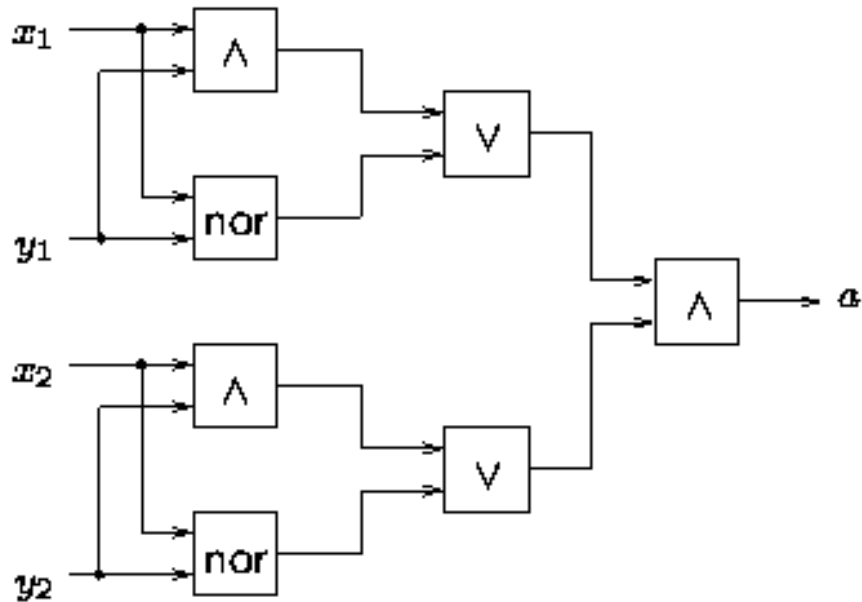 x₁
∧
∨
nor
y₁
∧
a
x₂
∧
∨
nor
y₂